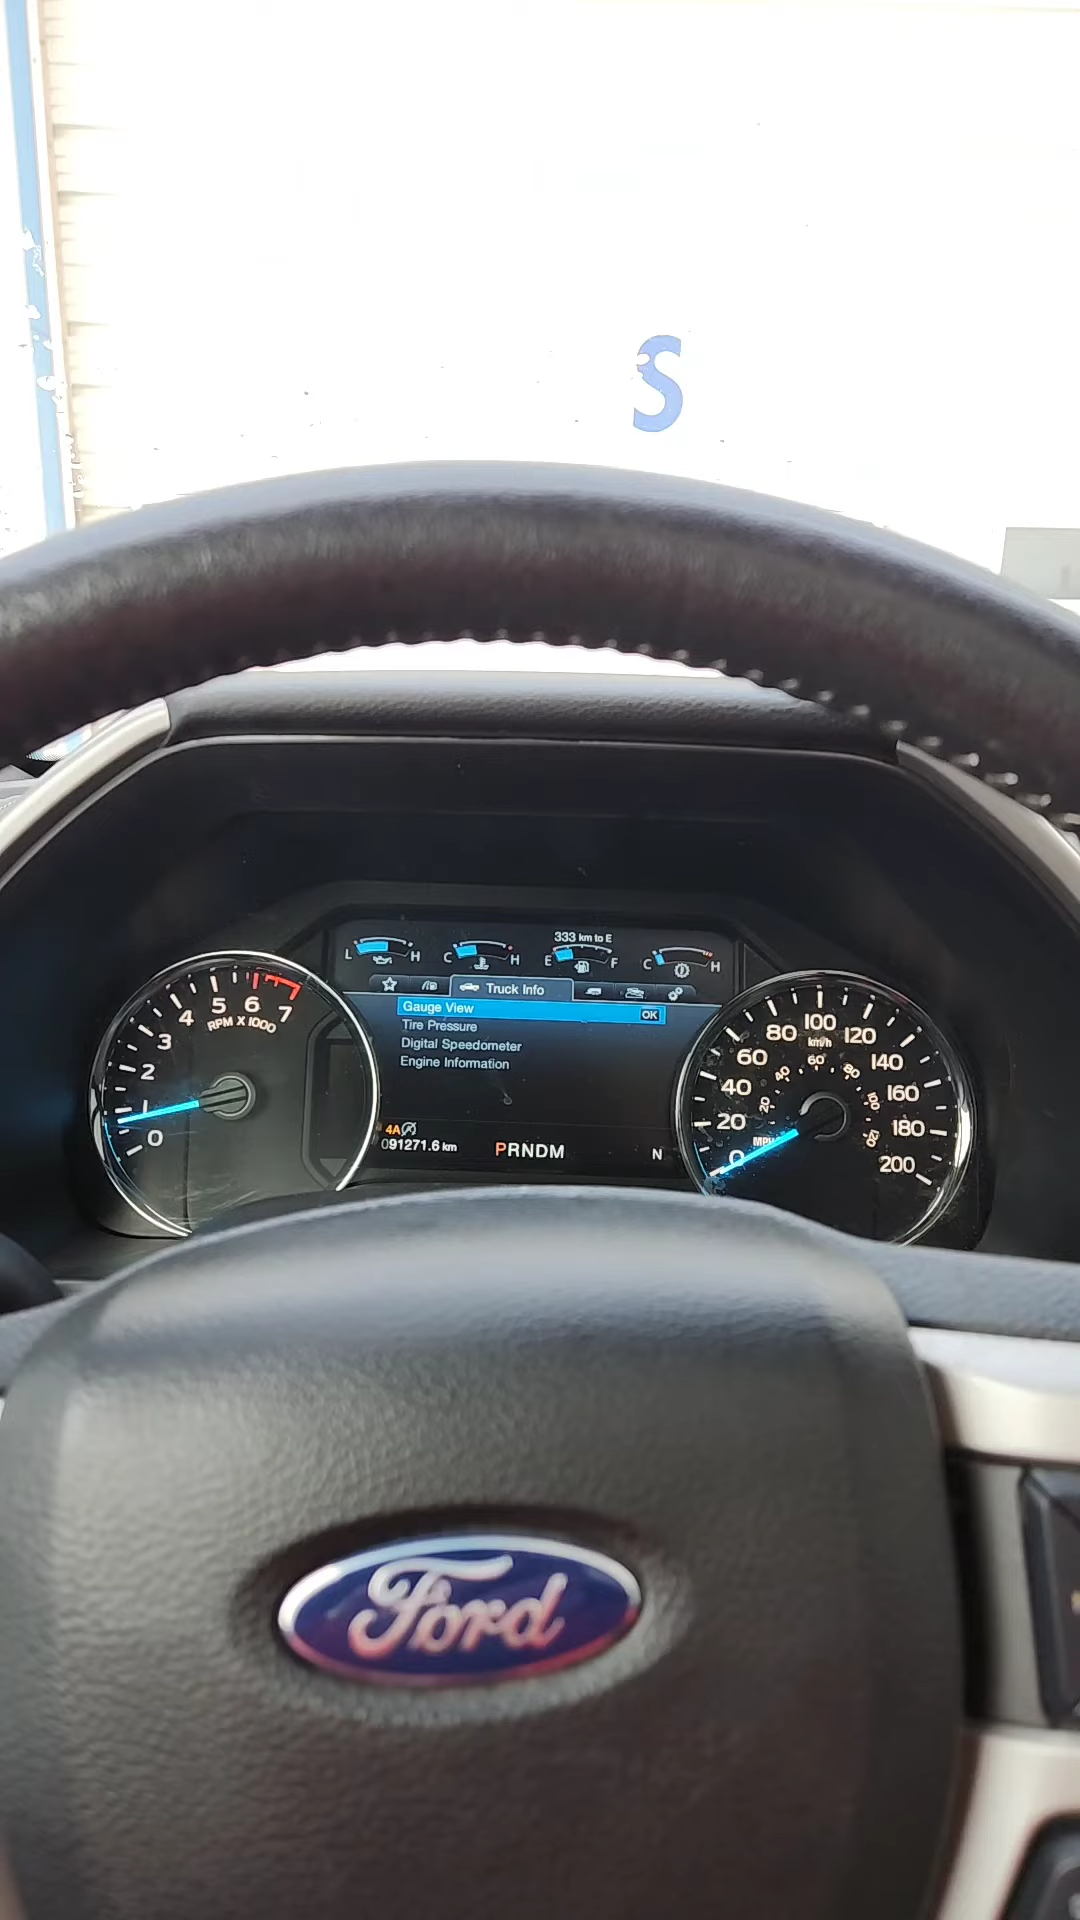 S
333 km to E
L H C H E F C H
Truck Info
Gauge View OK
Tire Pressure
Digital Speedometer
Engine Information
4A
091271.6 km
PRNDM
N
0 1 2 3 4 5 6 7
RPM X 1000
0 20 40 60 80 100 120 140 160 180 200
km/h
20 40 60 80 100 120
MPH
Ford